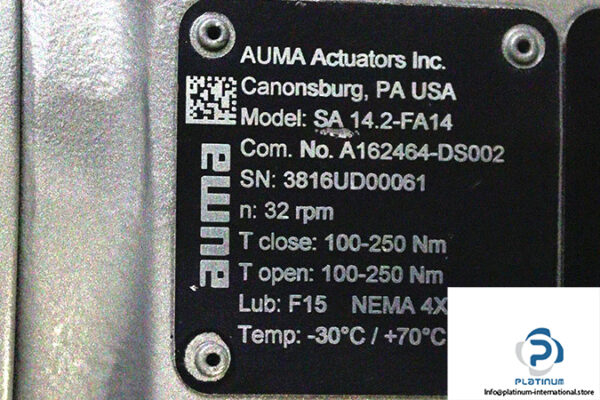 AUMA Actuators Inc.
Canonsburg, PA USA
Model: SA 14.2-FA14
Com. No. A162464-DS002
SN: 3816UD00061
n: 32 rpm
T close: 100-250 Nm
T open: 100-250 Nm
Lub: F15 NEMA 4X
Temp: -30°C / +70°C
auma
PLATINUM
Info@platinum-international.store